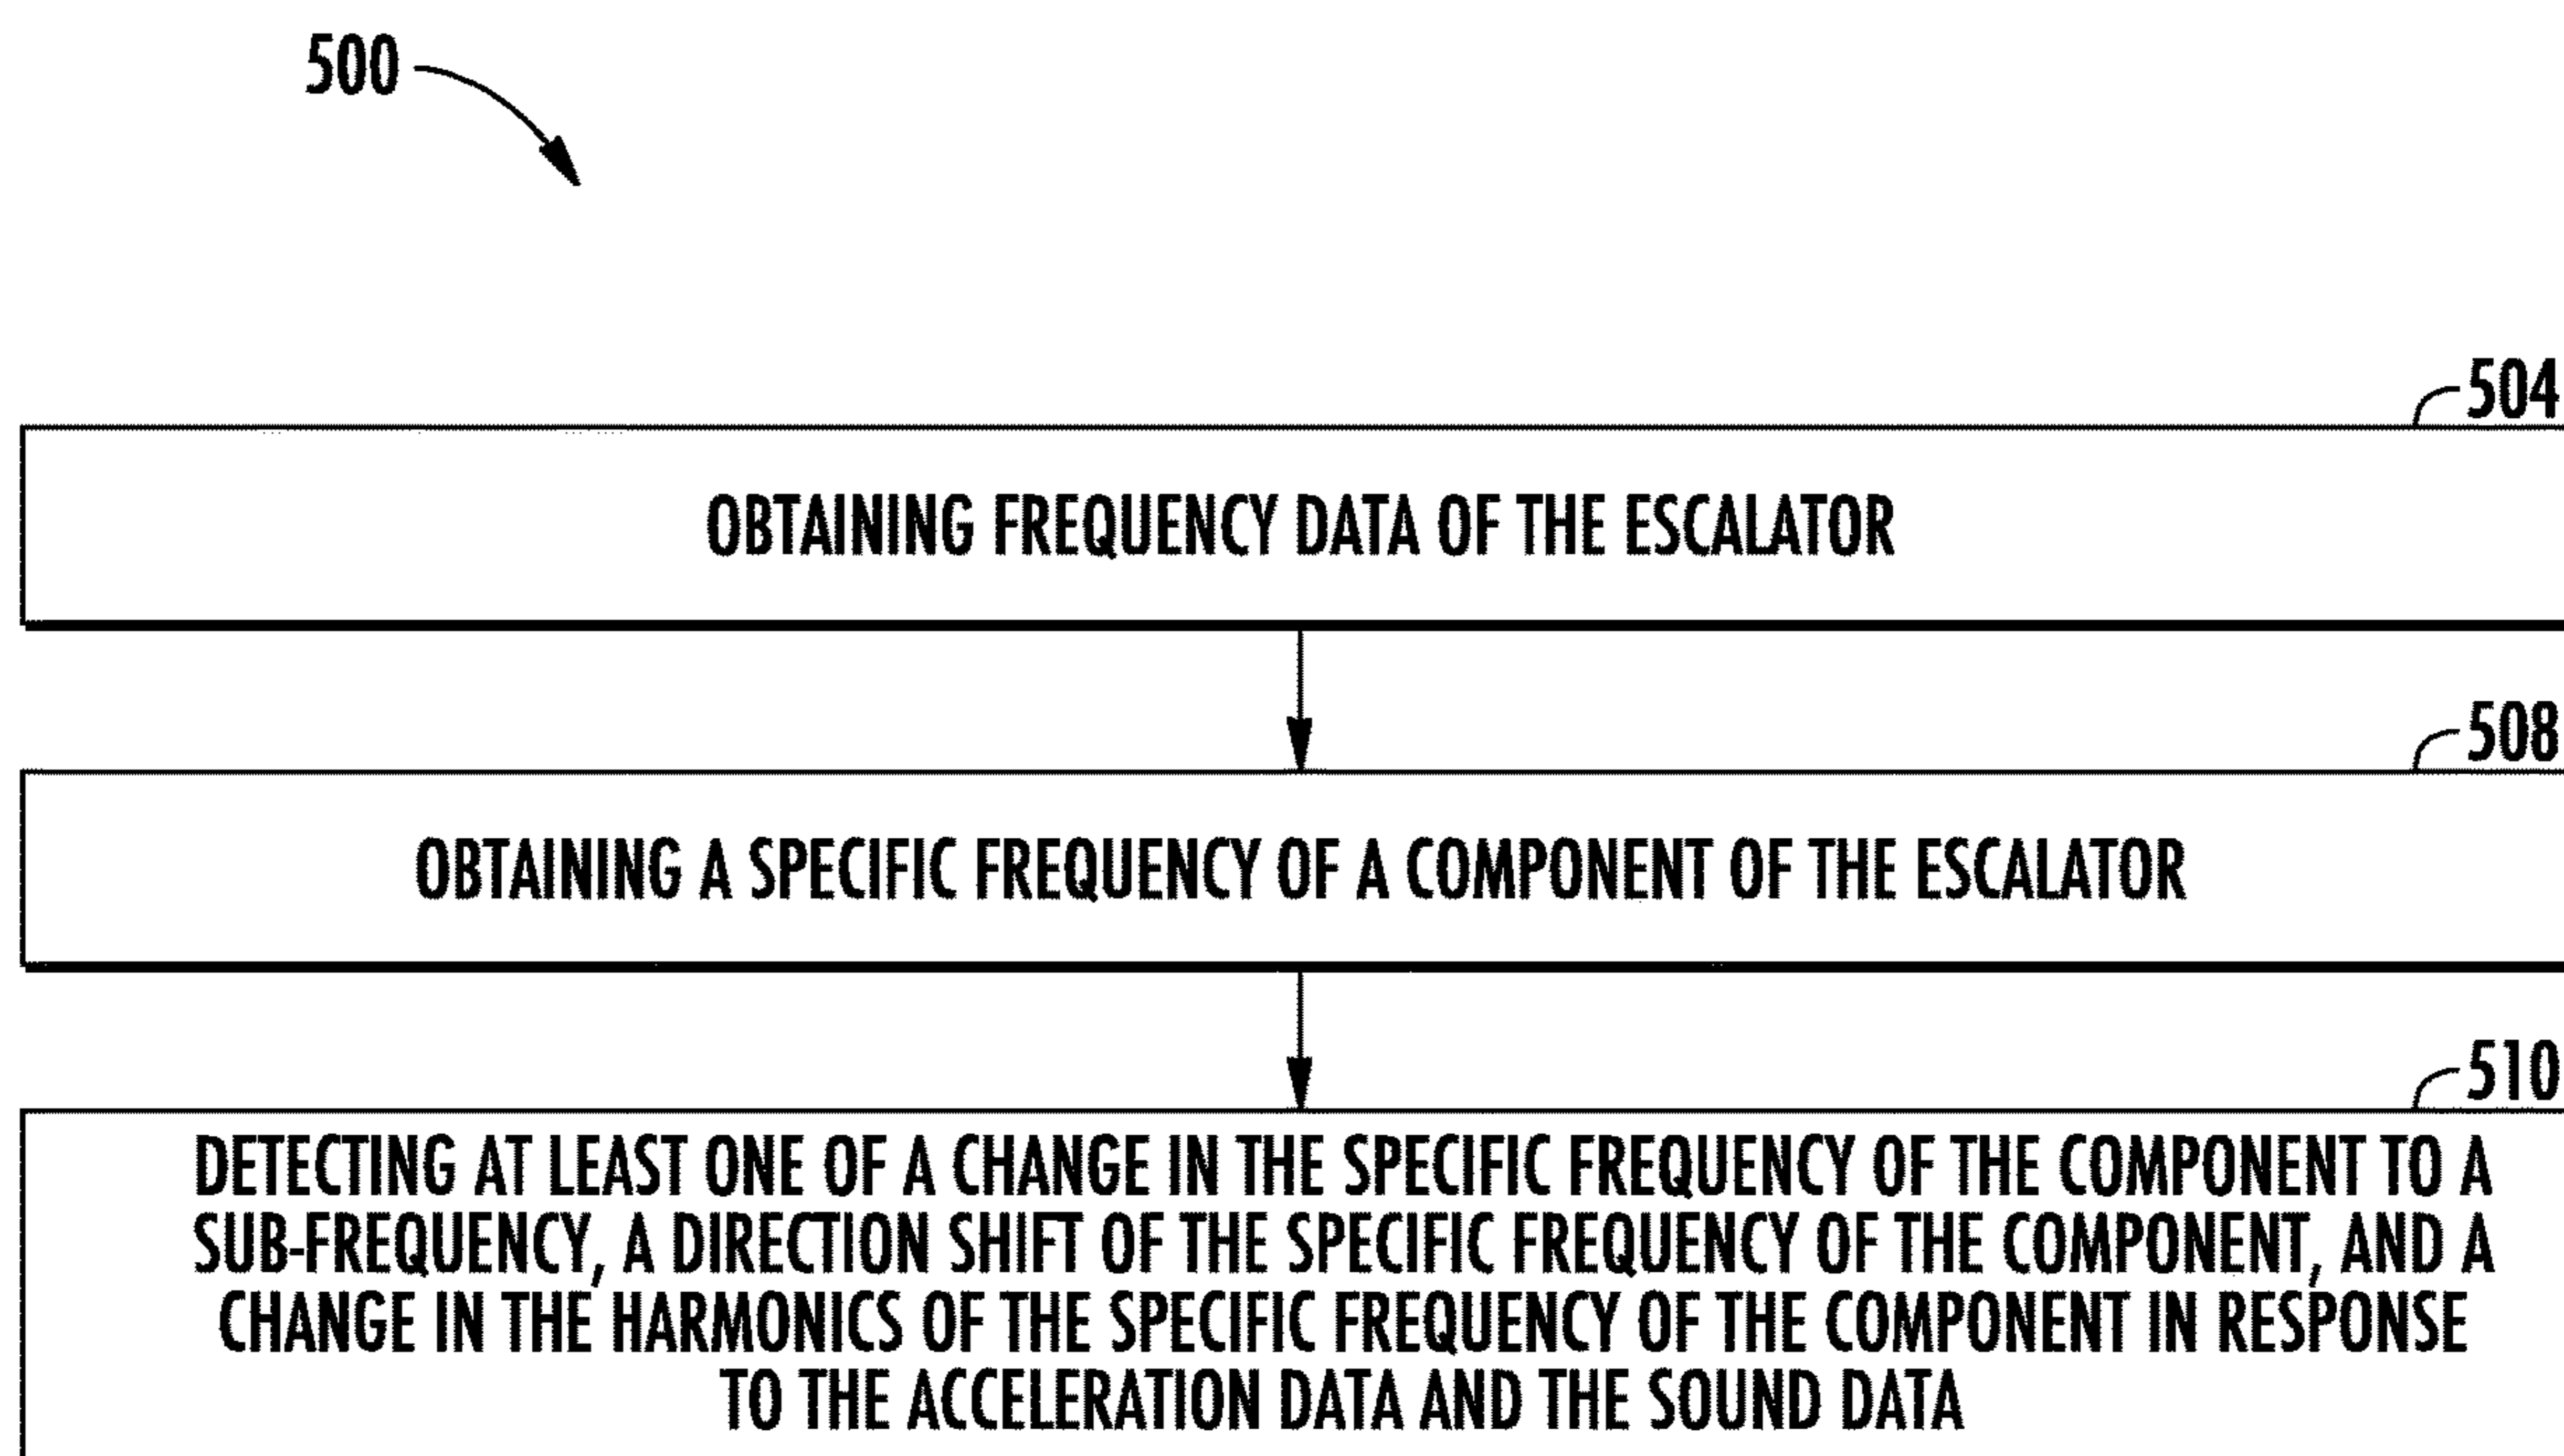 500
504
OBTAINING FREQUENCY DATA OF THE ESCALATOR
508
OBTAINING A SPECIFIC FREQUENCY OF A COMPONENT OF THE ESCALATOR
510
DETECTING AT LEAST ONE OF A CHANGE IN THE SPECIFIC FREQUENCY OF THE COMPONENT TO A
SUB-FREQUENCY, A DIRECTION SHIFT OF THE SPECIFIC FREQUENCY OF THE COMPONENT, AND A
CHANGE IN THE HARMONICS OF THE SPECIFIC FREQUENCY OF THE COMPONENT IN RESPONSE
TO THE ACCELERATION DATA AND THE SOUND DATA